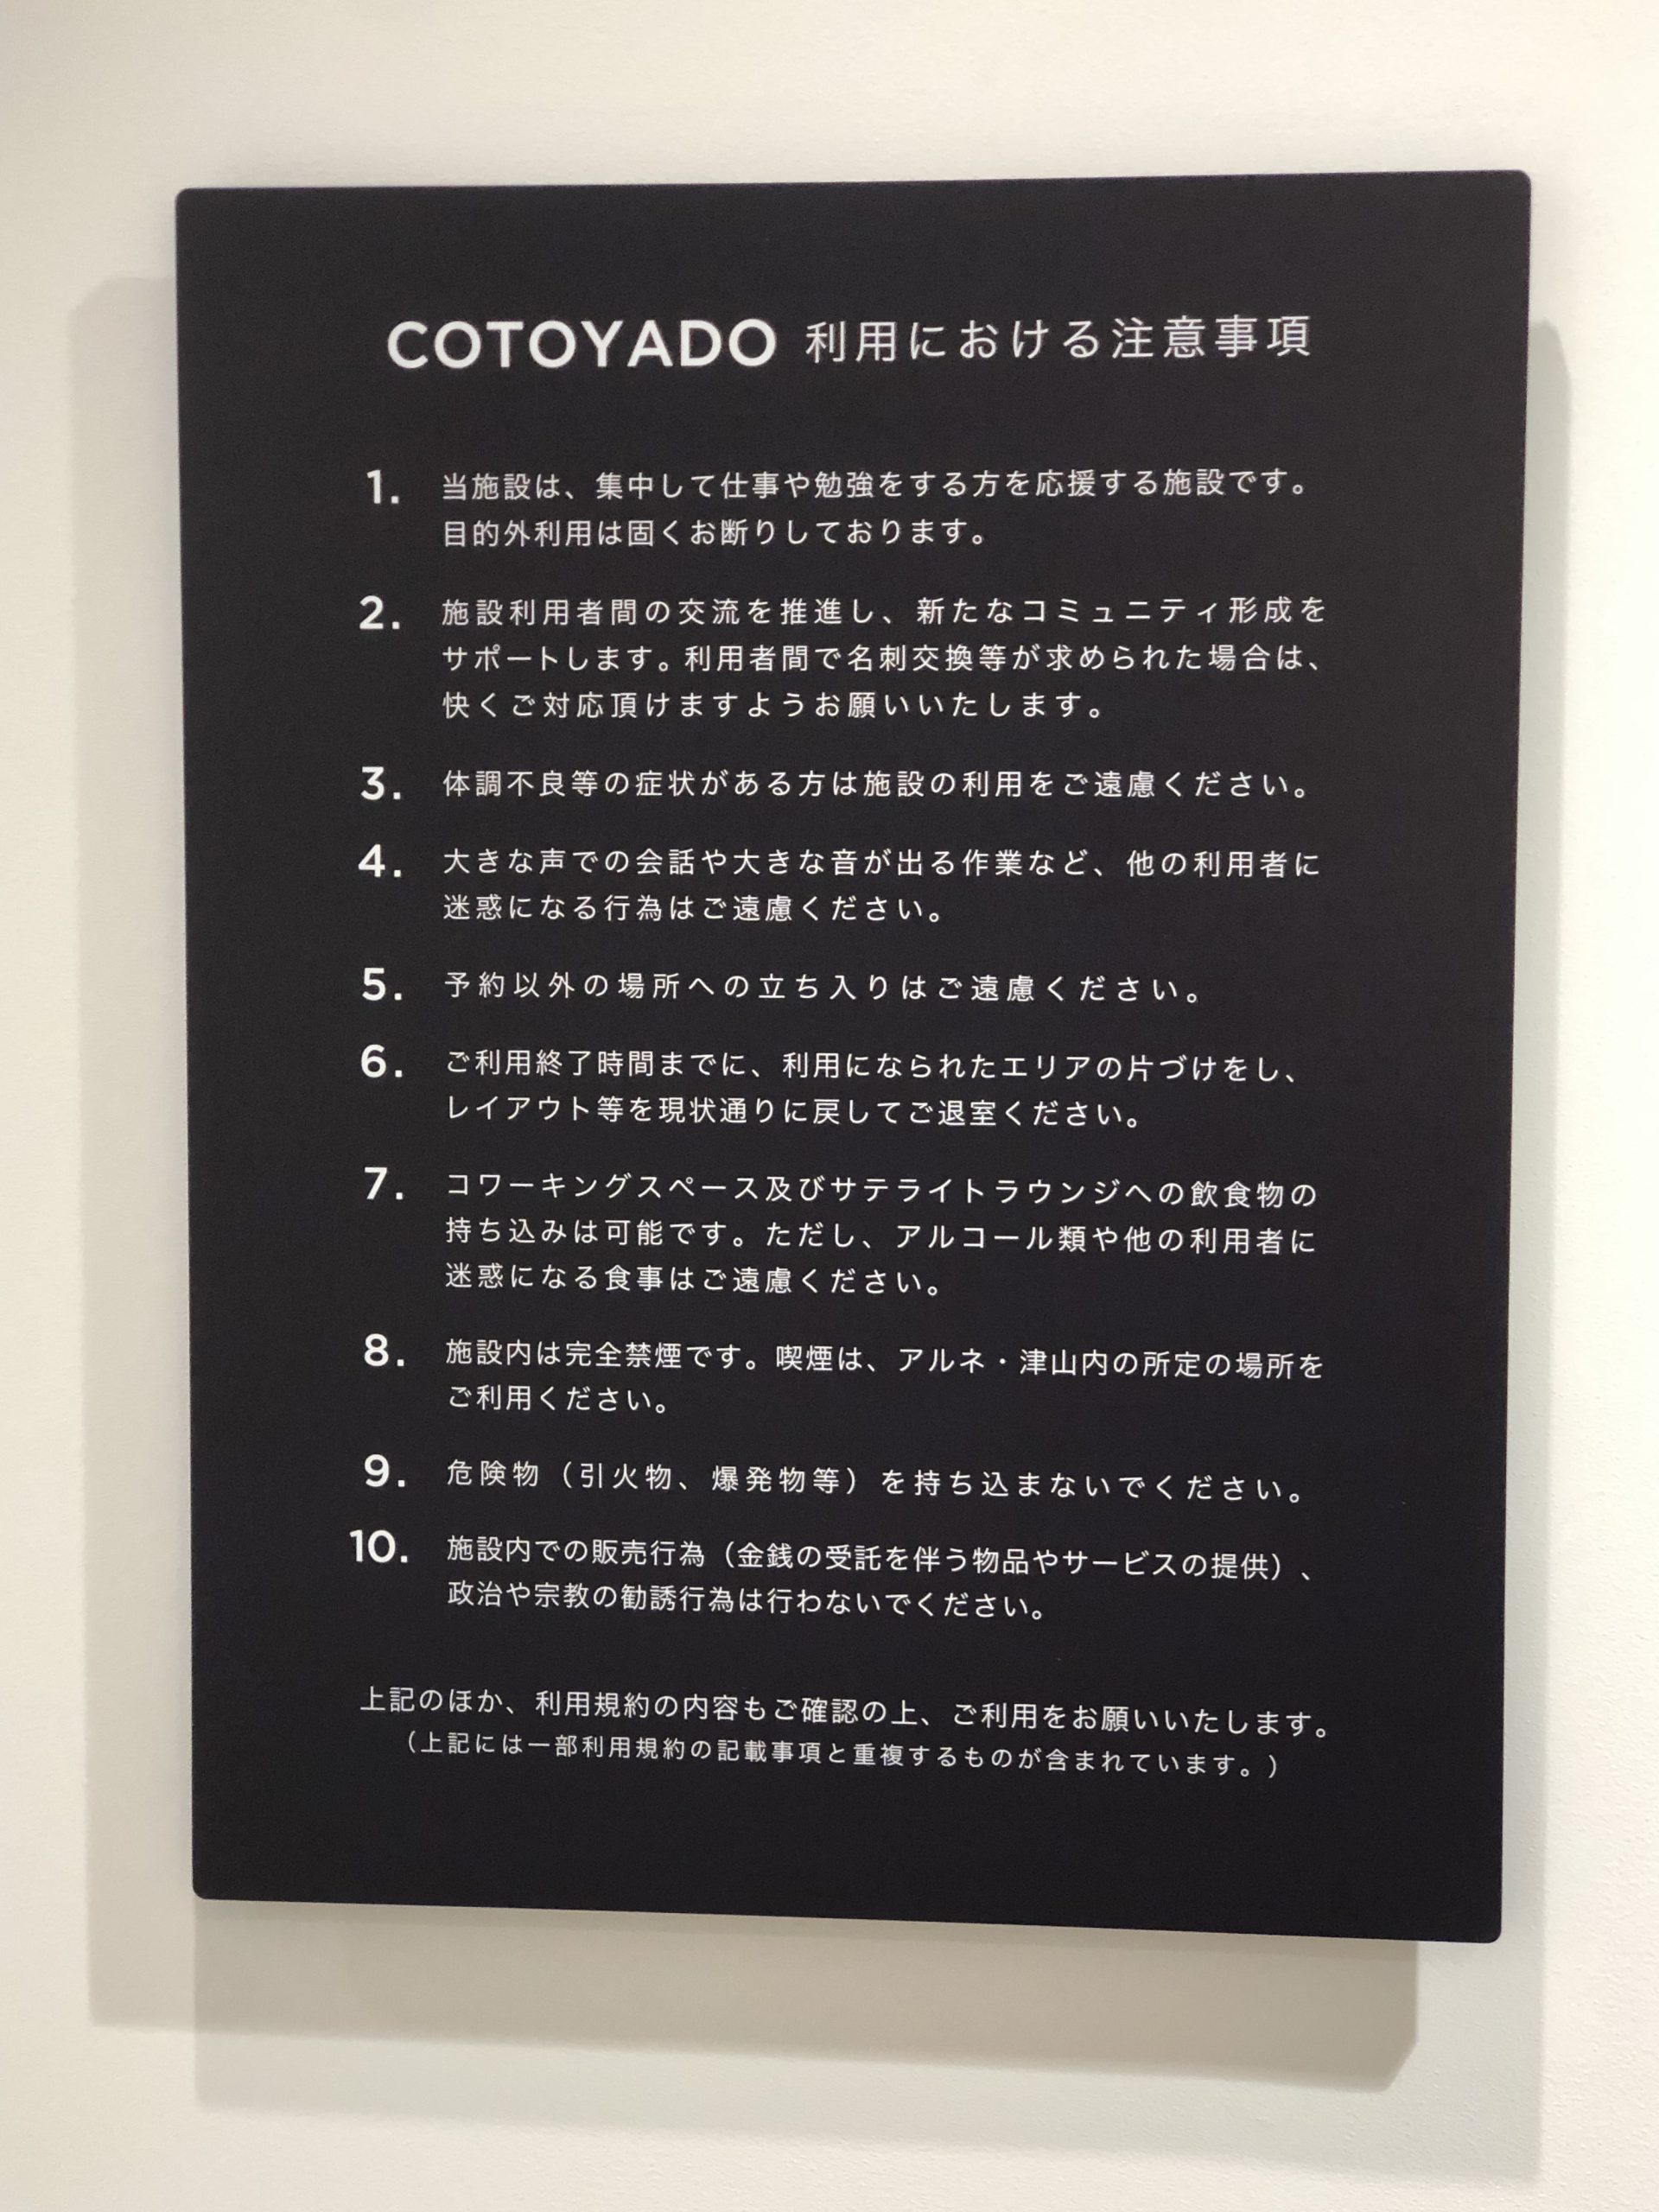 COTOYADO 利用における注意事項
1. 当施設は、集中して仕事や勉強をする方を応援する施設です。
目的外利用は固くお断りしております。
2. 施設利用者間の交流を推進し、新たなコミュニティ形成を
サポートします。利用者間で名刺交換等が求められた場合は、
快くご対応頂けますようお願いいたします。
3. 体調不良等の症状がある方は施設の利用をご遠慮ください。
4. 大きな声での会話や大きな音が出る作業など、他の利用者に
迷惑になる行為はご遠慮ください。
5. 予約以外の場所への立ち入りはご遠慮ください。
6. ご利用終了時間までに、利用になられたエリアの片づけをし、
レイアウト等を現状通りに戻してご退室ください。
7. コワーキングスペース及びサテライトラウンジへの飲食物の
持ち込みは可能です。ただし、アルコール類や他の利用者に
迷惑になる食事はご遠慮ください。
8. 施設内は完全禁煙です。喫煙は、アルネ・津山内の所定の場所を
ご利用ください。
9. 危険物（引火物、爆発物等）を持ち込まないでください。
10. 施設内での販売行為（金銭の受託を伴う物品やサービスの提供）、
政治や宗教の勧誘行為は行わないでください。
上記のほか、利用規約の内容もご確認の上、ご利用をお願いいたします。
（上記には一部利用規約の記載事項と重複するものが含まれています。）